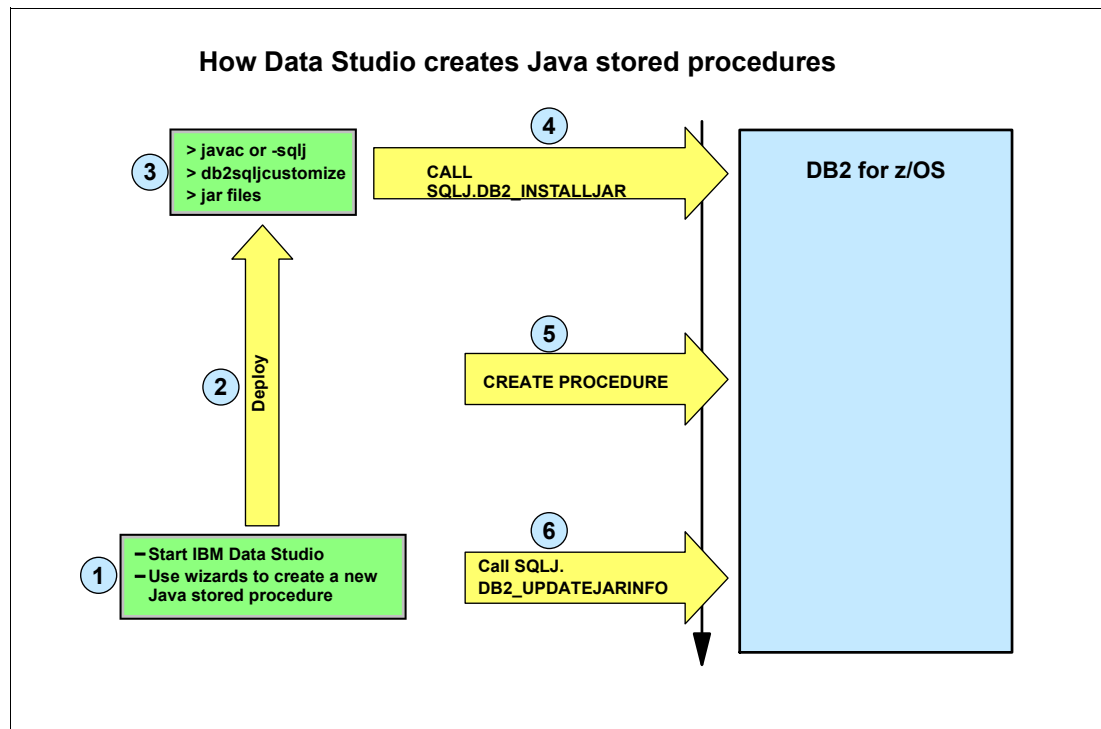 How Data Studio creates Java stored procedures
4
3
> javac or -sqlj
> db2sqljcustomize
> jar files
CALL
SQLJ.DB2_INSTALLJAR
DB2 for z/OS
5
CREATE PROCEDURE
2
Deploy
6
1
– Start IBM Data Studio
– Use wizards to create a new
Java stored procedure
Call SQLJ.
DB2_UPDATEJARINFO